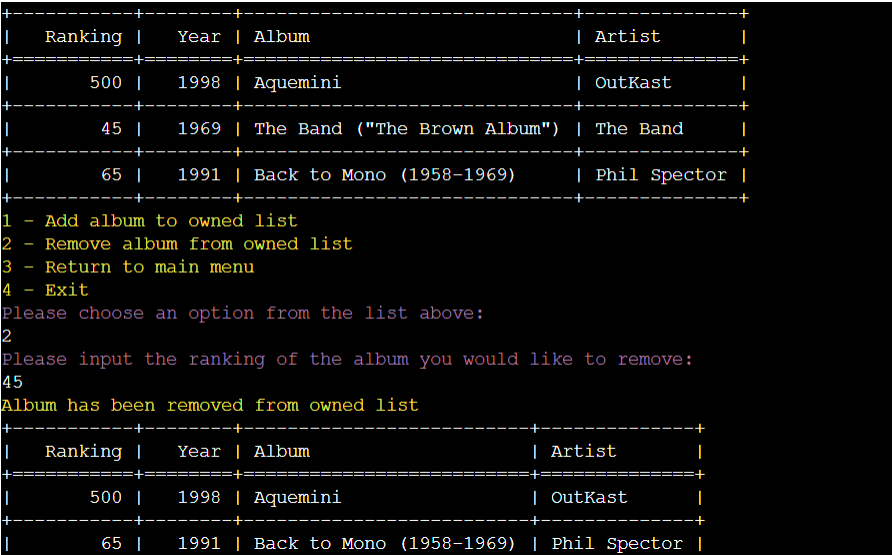 +-----------+--------+-------------------------------+--------------+
|   Ranking |   Year | Album                         | Artist       |
+===========+========+===============================+==============+
|       500 |   1998 | Aquemini                      | OutKast      |
+-----------+--------+-------------------------------+--------------+
|        45 |   1969 | The Band ("The Brown Album") | The Band     |
+-----------+--------+-------------------------------+--------------+
|        65 |   1991 | Back to Mono (1958-1969)      | Phil Spector |
+-----------+--------+-------------------------------+--------------+
1 - Add album to owned list
2 - Remove album from owned list
3 - Return to main menu
4 - Exit
Please choose an option from the list above:
2
Please input the ranking of the album you would like to remove:
45
Album has been removed from owned list
+-----------+--------+--------------------------+--------------+
|   Ranking |   Year | Album                    | Artist       |
+===========+========+==========================+==============+
|       500 |   1998 | Aquemini                 | OutKast      |
+-----------+--------+--------------------------+--------------+
|        65 |   1991 | Back to Mono (1958-1969) | Phil Spector |